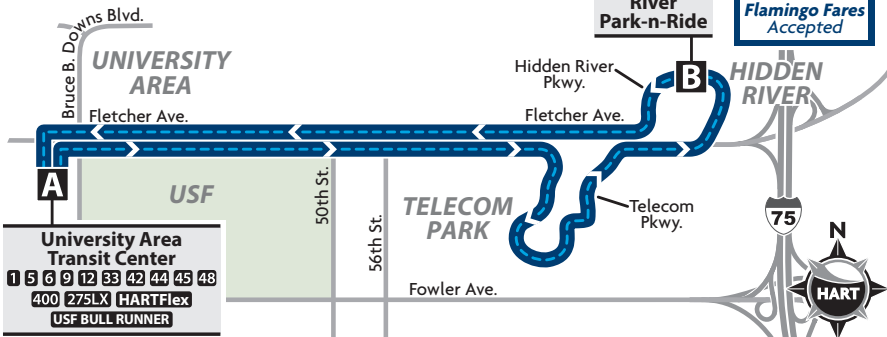 River
Park-n-Ride
Flamingo Fares
Accepted
Bruce B. Downs Blvd.
UNIVERSITY
AREA
Hidden River
Pkwy.
B
HIDDEN
RIVER
Fletcher Ave.
Fletcher Ave.
A
USF
50th St.
56th St.
TELECOM
PARK
Telecom
Pkwy.
75
N
HART
University Area
Transit Center
1 5 6 9 12 33 42 44 45 48
400 275LX HARTFlex
USF BULL RUNNER
Fowler Ave.